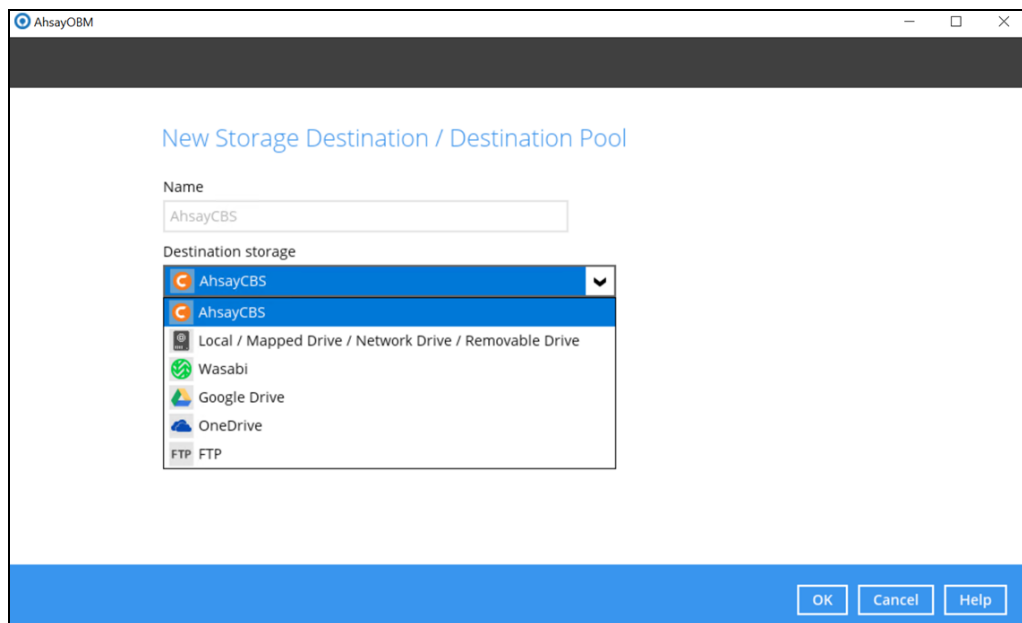 AhsayOBM
New Storage Destination / Destination Pool
Name
AhsayCBS
Destination storage
AhsayCBS
AhsayCBS
Local / Mapped Drive / Network Drive / Removable Drive
Wasabi
Google Drive
OneDrive
FTP FTP
OK Cancel Help